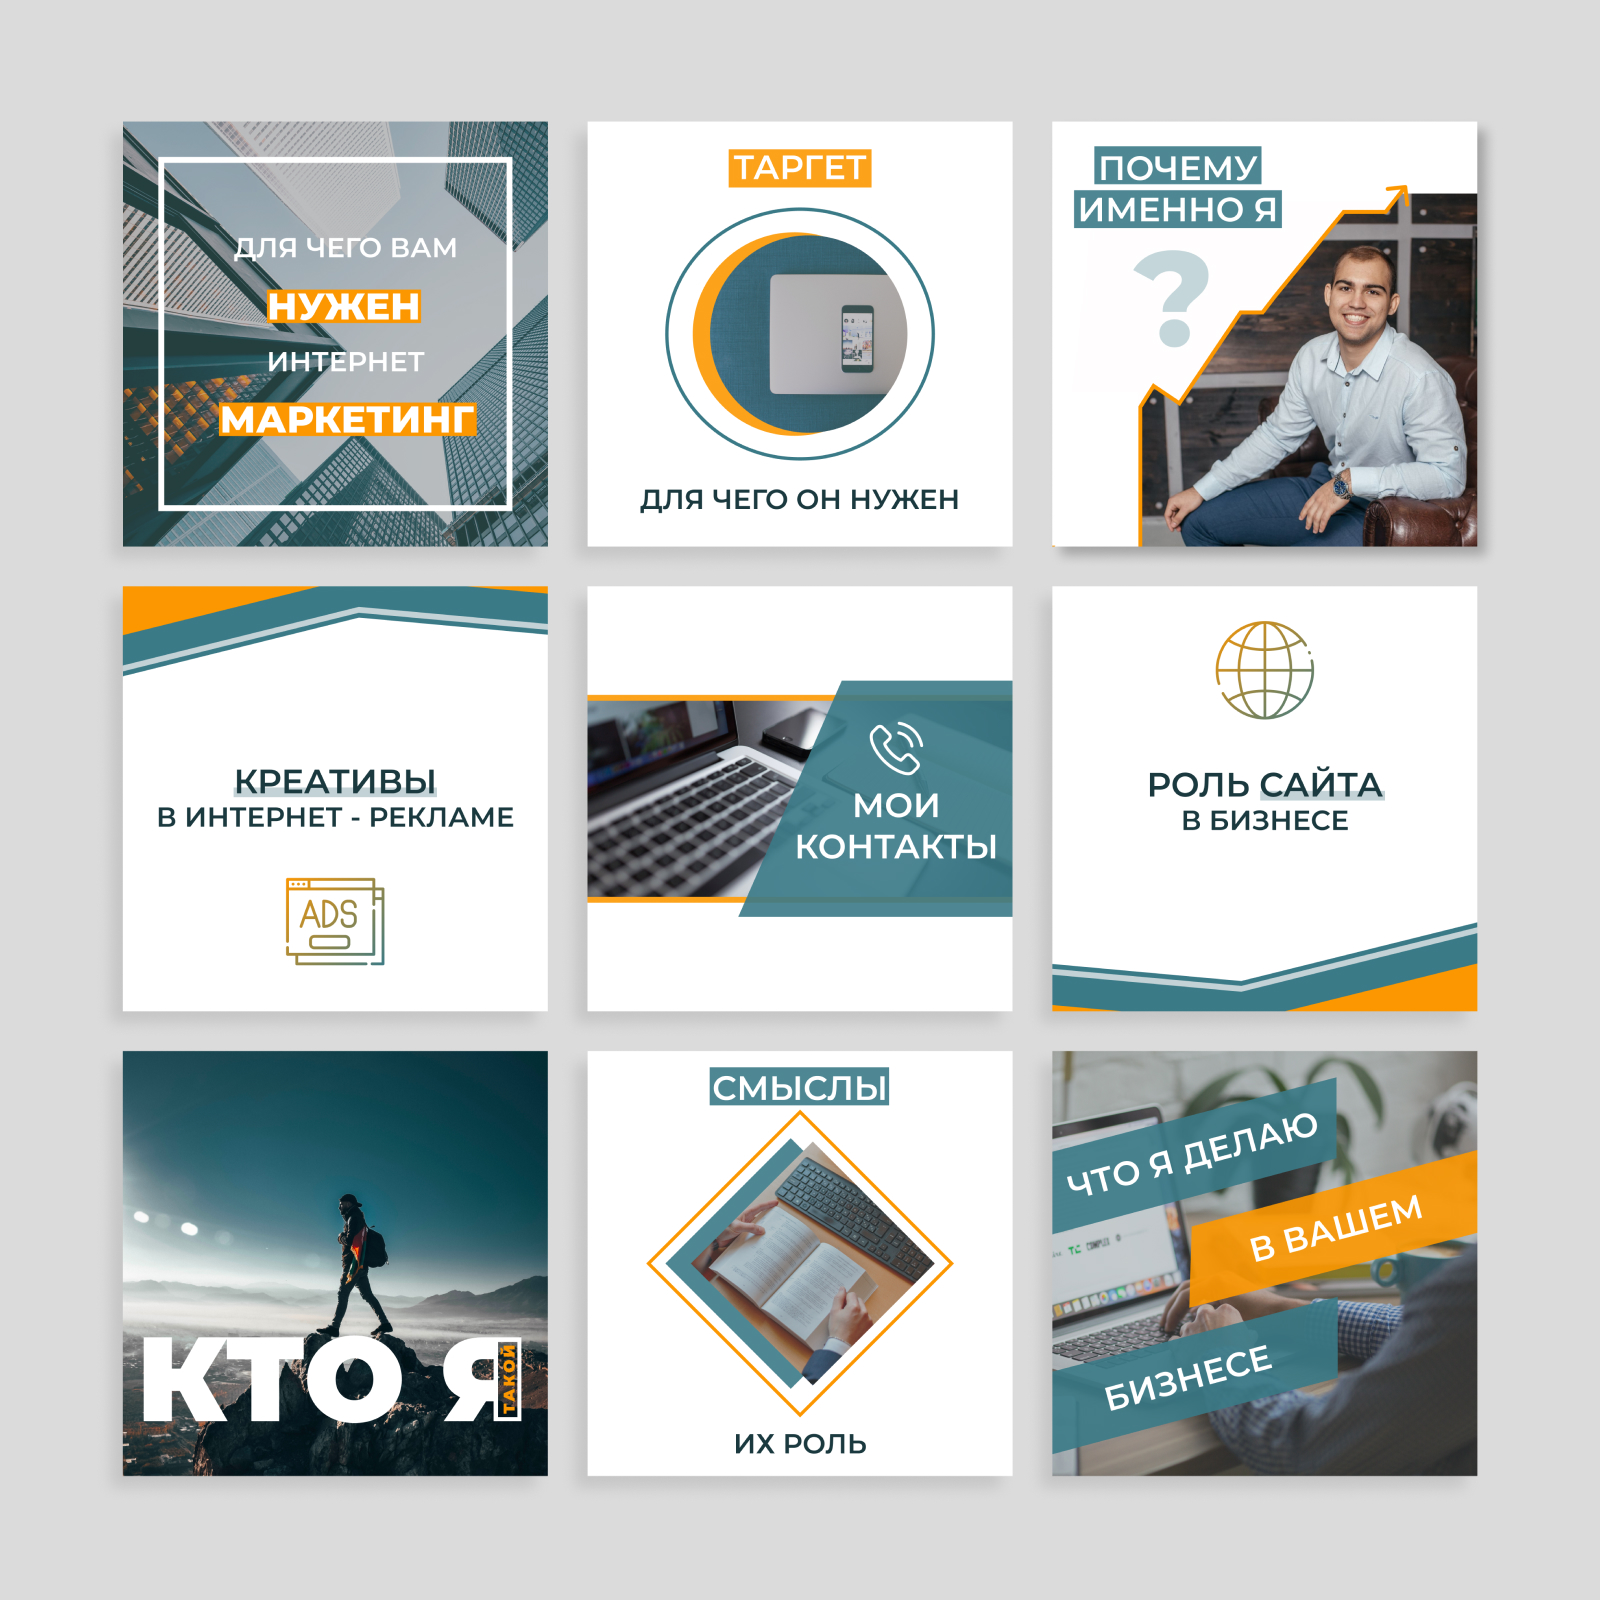 ДЛЯ ЧЕГО ВАМ
НУЖЕН
ИНТЕРНЕТ
МАРКЕТИНГ
ТАРГЕТ
ДЛЯ ЧЕГО ОН НУЖЕН
ПОЧЕМУ
ИМЕННО Я
?
КРЕАТИВЫ
В ИНТЕРНЕТ - РЕКЛАМЕ
ADS
МОИ
КОНТАКТЫ
РОЛЬ САЙТА
В БИЗНЕСЕ
КТО Я
ТАКОЙ
СМЫСЛЫ
ИХ РОЛЬ
ЧТО Я ДЕЛАЮ
В ВАШЕМ
БИЗНЕСЕ